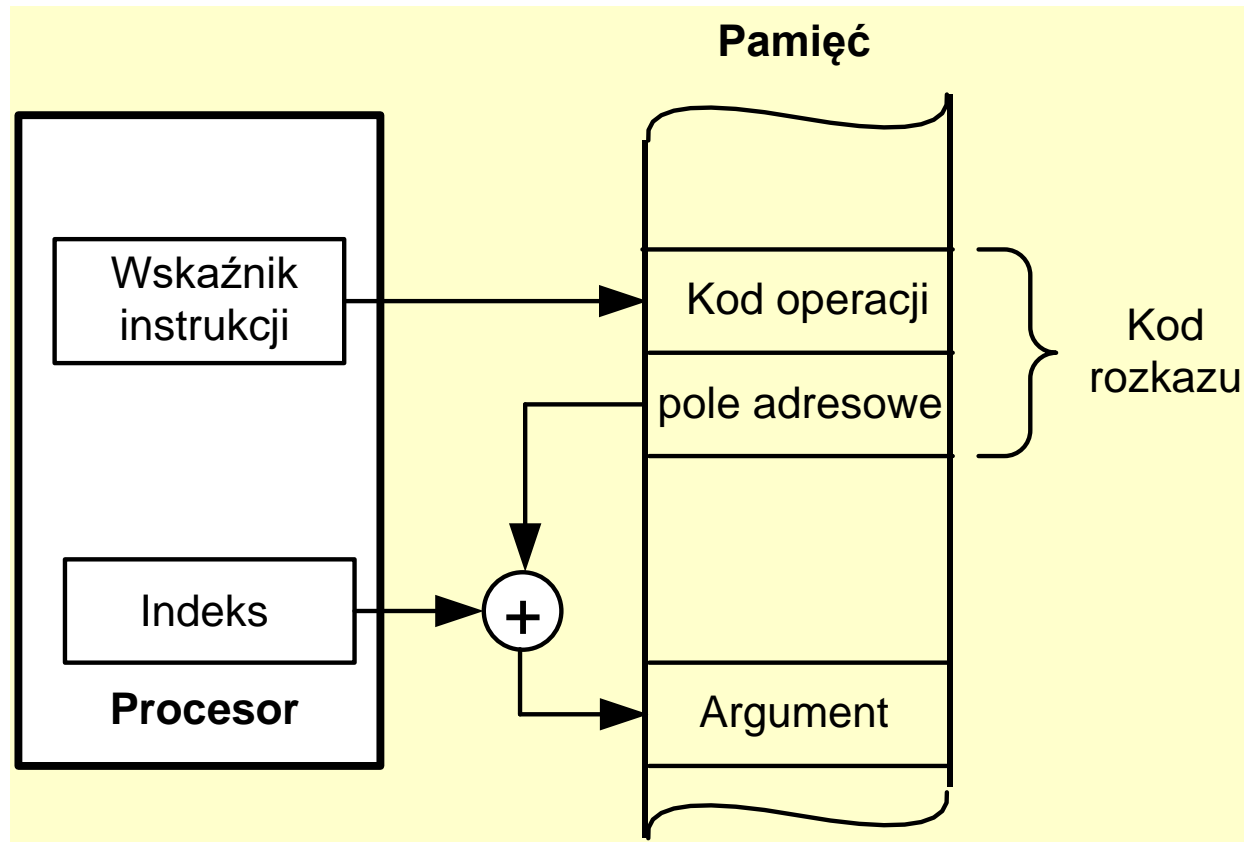 Pamięć
Wskaźnik
instrukcji
Kod operacji
pole adresowe
Kod
rozkazu
Indeks
+
Procesor
Argument